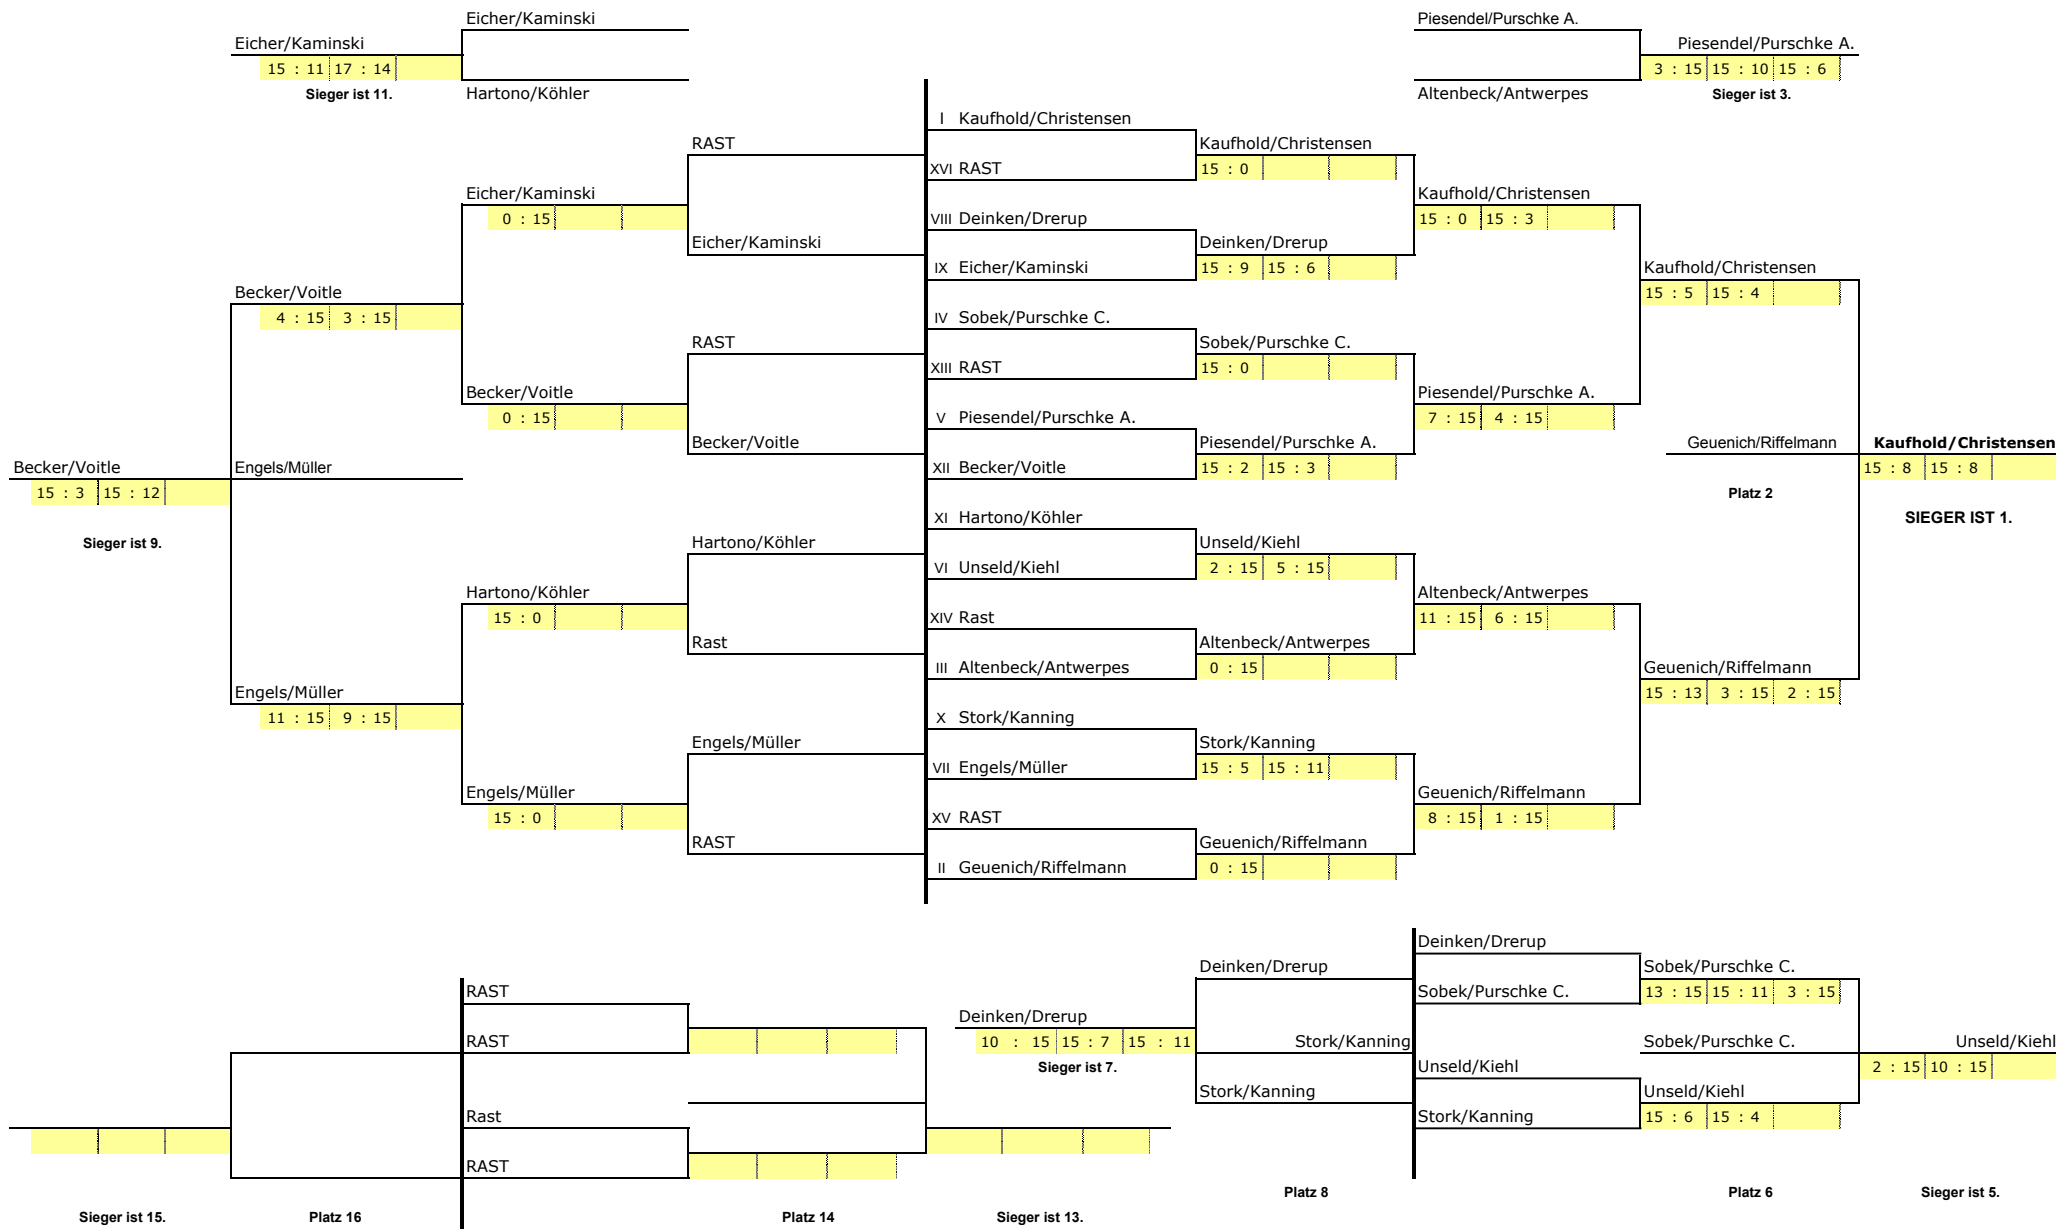 Eicher/Kaminski Piesendel/Purschke A.
Eicher/Kaminski Piesendel/Purschke A.
15 : 11 17 : 14 3 : 15 15 : 10 15 : 6
Sieger ist 11. Hartono/Köhler Altenbeck/Antwerpes Sieger ist 3.
I Kaufhold/Christensen
RAST Kaufhold/Christensen
XVI RAST 15 : 0
Eicher/Kaminski Kaufhold/Christensen
0 : 15 VIII Deinken/Drerup 15 : 0 15 : 3
Eicher/Kaminski Deinken/Drerup
IX Eicher/Kaminski 15 : 9 15 : 6 Kaufhold/Christensen
Becker/Voitle 15 : 5 15 : 4
4 : 15 3 : 15 IV Sobek/Purschke C.
RAST Sobek/Purschke C.
XIII RAST 15 : 0
Becker/Voitle Piesendel/Purschke A.
0 : 15 V Piesendel/Purschke A. 7 : 15 4 : 15
Becker/Voitle Piesendel/Purschke A. Geuenich/Riffelmann Kaufhold/Christensen
Becker/Voitle Engels/Müller XII Becker/Voitle 15 : 2 15 : 3 15 : 8 15 : 8
15 : 3 15 : 12 Platz 2
XI Hartono/Köhler SIEGER IST 1.
Sieger ist 9. Hartono/Köhler Unseld/Kiehl
VI Unseld/Kiehl 2 : 15 5 : 15
Hartono/Köhler Altenbeck/Antwerpes
15 : 0 XIV Rast 11 : 15 6 : 15
Rast Altenbeck/Antwerpes
III Altenbeck/Antwerpes 0 : 15 Geuenich/Riffelmann
Engels/Müller 15 : 13 3 : 15 2 : 15
11 : 15 9 : 15 X Stork/Kanning
Engels/Müller Stork/Kanning
VII Engels/Müller 15 : 5 15 : 11
Engels/Müller Geuenich/Riffelmann
15 : 0 XV RAST 8 : 15 1 : 15
RAST Geuenich/Riffelmann
II Geuenich/Riffelmann 0 : 15
Deinken/Drerup
Deinken/Drerup Sobek/Purschke C.
RAST Sobek/Purschke C. 13 : 15 15 : 11 3 : 15
Deinken/Drerup
RAST 10 : 15 15 : 7 15 : 11 Stork/Kanning Sobek/Purschke C. Unseld/Kiehl
Sieger ist 7. Unseld/Kiehl 2 : 15 10 : 15
Stork/Kanning Unseld/Kiehl
Rast Stork/Kanning 15 : 6 15 : 4
RAST
Platz 8 Platz 6 Sieger ist 5.
Sieger ist 15. Platz 16 Platz 14 Sieger ist 13.